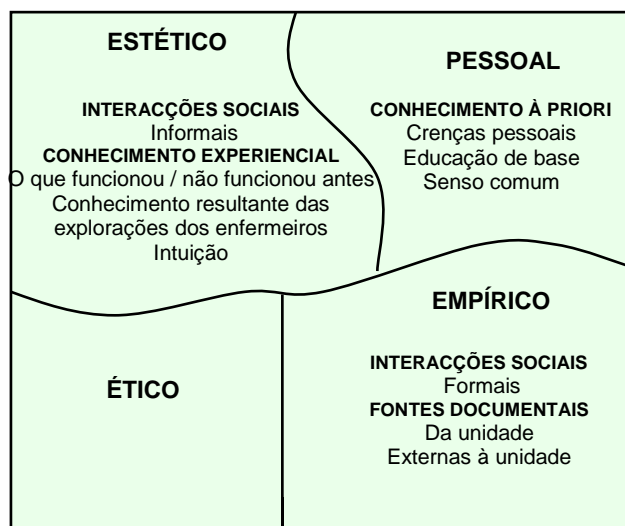 ESTÉTICO
INTERACÇÕES SOCIAIS
Informais
CONHECIMENTO EXPERIENCIAL
O que funcionou / não funcionou antes
Conhecimento resultante das
explorações dos enfermeiros
Intuição
PESSOAL
CONHECIMENTO À PRIORI
Crenças pessoais
Educação de base
Senso comum
ÉTICO
EMPÍRICO
INTERACÇÕES SOCIAIS
Formais
FONTES DOCUMENTAIS
Da unidade
Externas à unidade